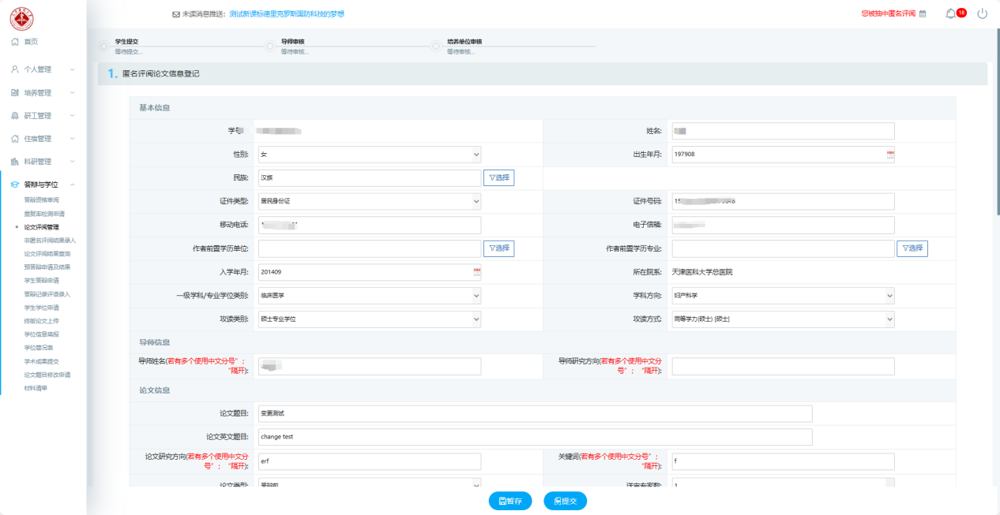 未读消息推送: 测试新课标德里克罗斯国防科技的梦想
您被抽中匿名评阅
18
首页
个人管理
培养管理
研工管理
住宿管理
科研管理
答辩与学位
答辩资格审阅
重复率检测申请
论文评阅管理
非匿名评阅结果录入
论文评阅结果查询
预答辩申请及结果
学生答辩申请
答辩记录评语录入
学生学位申请
终版论文上传
学位信息填报
学位简况表
学术成果提交
论文题目修改申请
材料清单
学生提交
等待提交...
导师审核
等待审核...
培养单位审核
等待审核...
1. 匿名评阅论文信息登记
基本信息
学号
姓名:
性别: 女
出生年月: 197908
民族: 汉族 选择
证件类型: 居民身份证
证件号码: 15
移动电话:
电子信箱:
作者前置学历单位: 选择
作者前置学历专业: 选择
入学年月: 201409
所在院系: 天津医科大学总医院
一级学科/专业学位类别: 临床医学
学科方向: 妇产科学
攻读类别: 硕士专业学位
攻读方式: 同等学力(硕士) [硕士]
导师信息
导师姓名(若有多个使用中文分号"；
"隔开):
导师研究方向(若有多个使用中文分
号"； "隔开):
论文信息
论文题目: 变更测试
论文英文题目: change test
论文研究方向(若有多个使用中文分
号"； "隔开): erf
关键词(若有多个使用中文分号"；
"隔开): f
论文类型: 答辩前
送审专家数: 1
暂存
提交